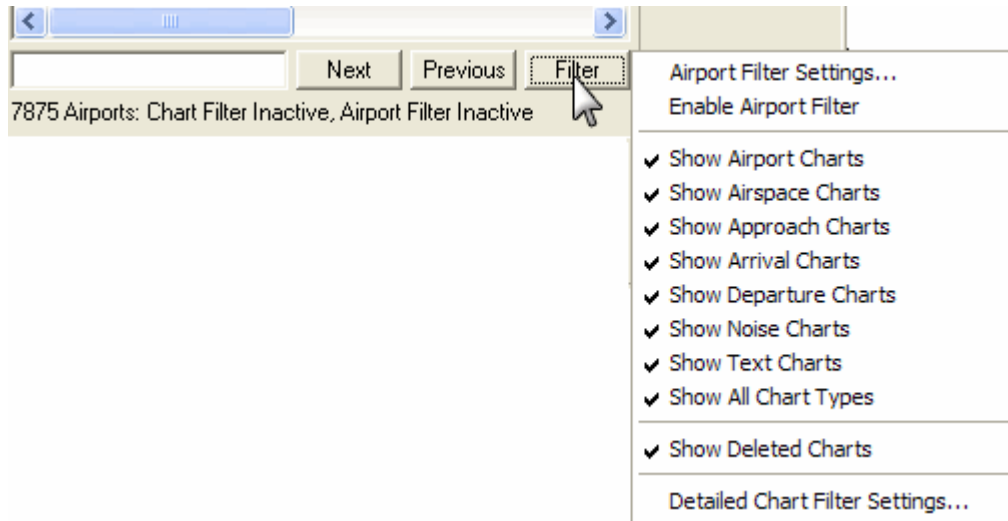 Next Previous Filter
7875 Airports: Chart Filter Inactive, Airport Filter Inactive
Airport Filter Settings...
Enable Airport Filter
Show Airport Charts
Show Airspace Charts
Show Approach Charts
Show Arrival Charts
Show Departure Charts
Show Noise Charts
Show Text Charts
Show All Chart Types
Show Deleted Charts
Detailed Chart Filter Settings...